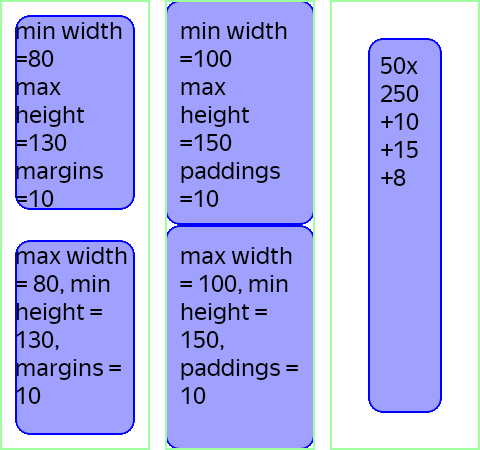 min width
=80
max
height
=130
margins
=10
max width
= 80, min
height =
130,
margins =
10
min width
=100
max
height
=150
paddings
=10
max width
= 100, min
height =
150,
paddings =
10
50x
250
+10
+15
+8